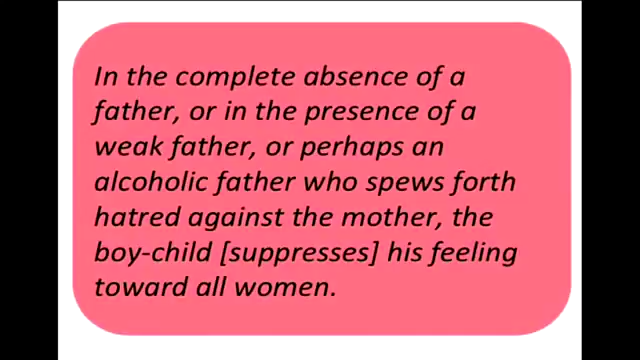 In the complete absence of a
father, or in the presence of a
weak father, or perhaps an
alcoholic father who spews forth
hatred against the mother, the
boy-child [suppresses] his feeling
toward all women.